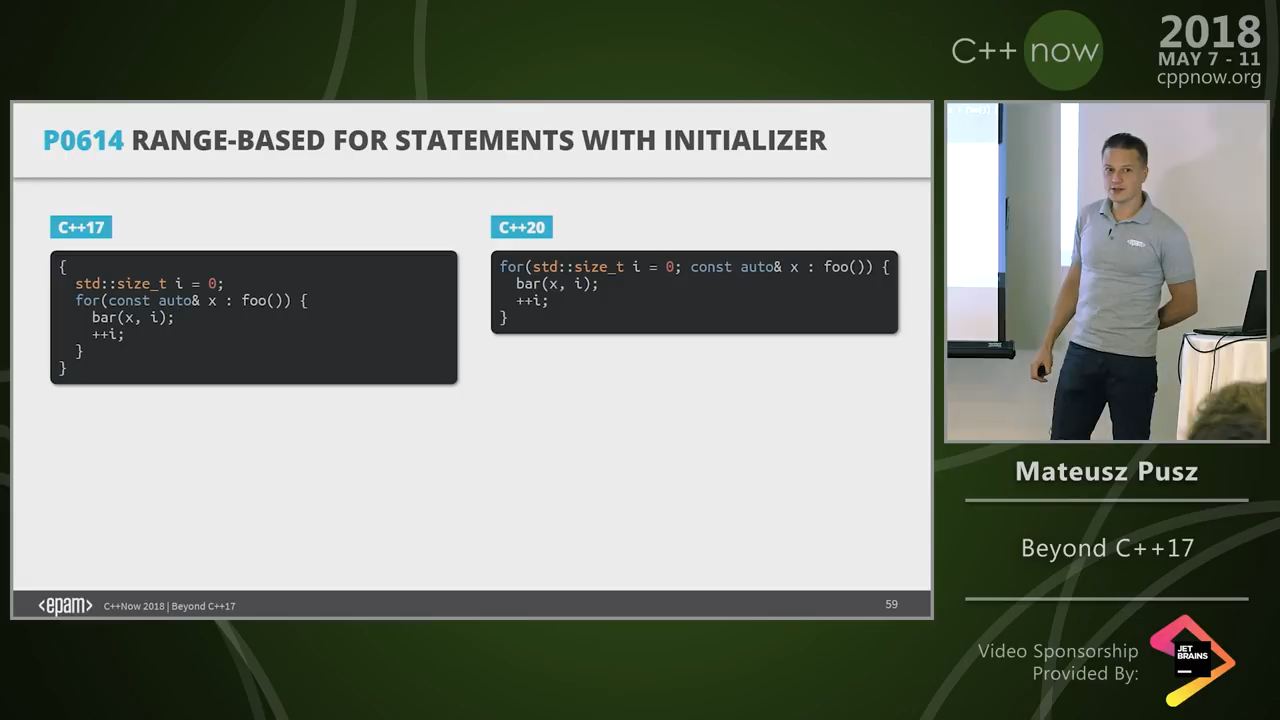 C++ now
2018
MAY 7 - 11
cppnow.org
P0614 RANGE-BASED FOR STATEMENTS WITH INITIALIZER
C++17
{
  std::size_t i = 0;
  for(const auto& x : foo()) {
    bar(x, i);
    ++i;
  }
}
C++20
for(std::size_t i = 0; const auto& x : foo()) {
  bar(x, i);
  ++i;
}
<epam> C++Now 2018 | Beyond C++17
59
<epam>
Mateusz Pusz
Beyond C++17
Video Sponsorship
Provided By:
JET
BRAINS